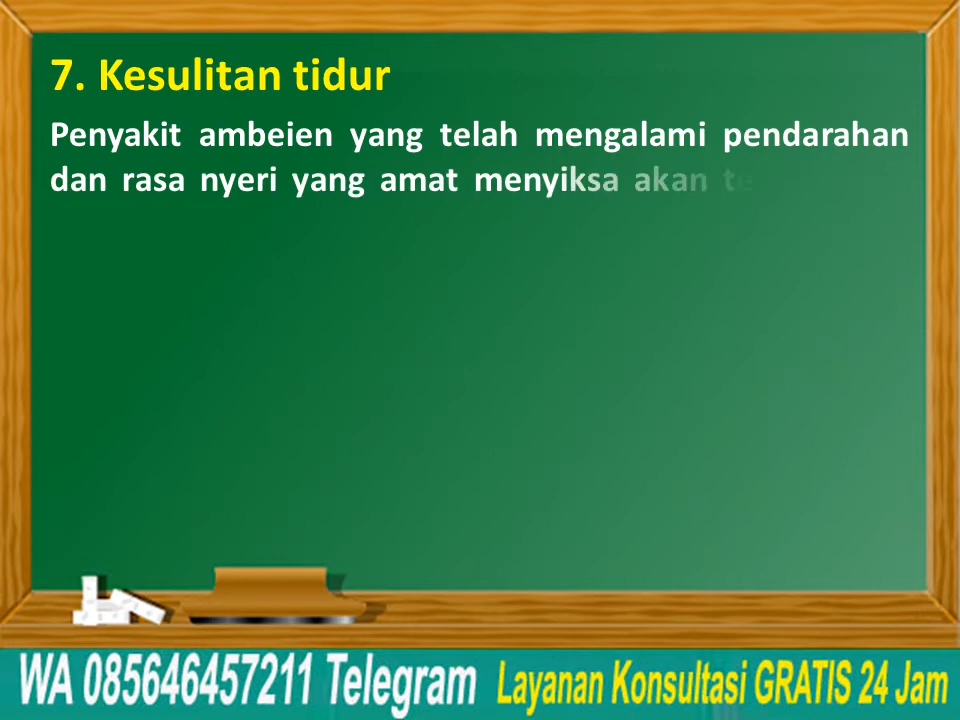 7. Kesulitan tidur
Penyakit ambeien yang telah mengalami pendarahan
dan rasa nyeri yang amat menyiksa akan
WA 085646457211 Telegram Layanan Konsultasi GRATIS 24 Jam